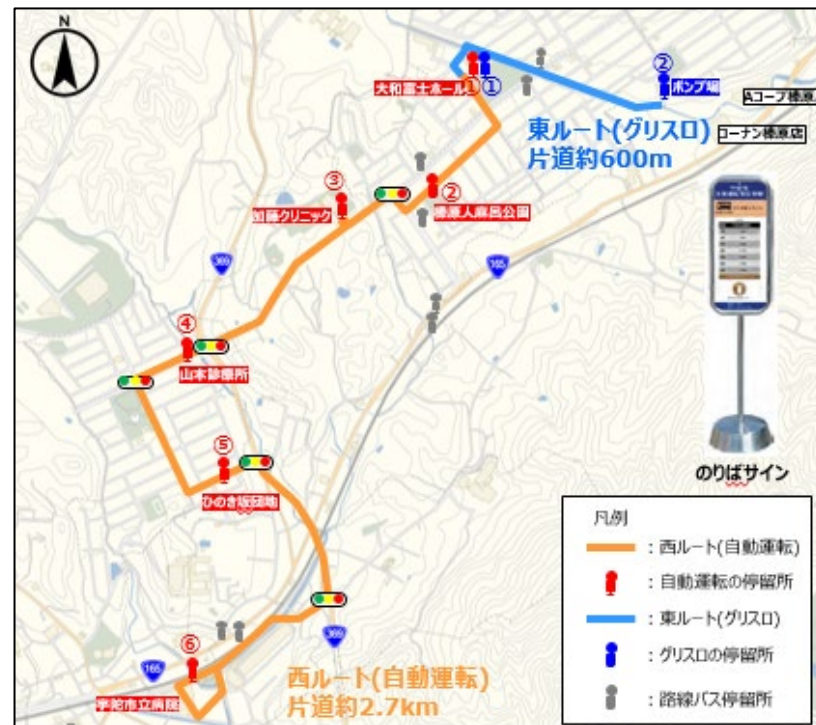 N
大和富士ホール
①
①
②
ポンプ場
Aコープ榛原
コーナン榛原店
東ルート(グリスロ)
片道約600m
③
加藤クリニック
②
榛原人麻呂公園
369
165
④
山本診療所
⑤
ひのき坂団地
のりばサイン
⑥
165
宇陀市立病院
369
西ルート(自動運転)
片道約2.7km
凡例
：西ルート(自動運転)
：自動運転の停留所
：東ルート(グリスロ)
：グリスロの停留所
：路線バス停留所